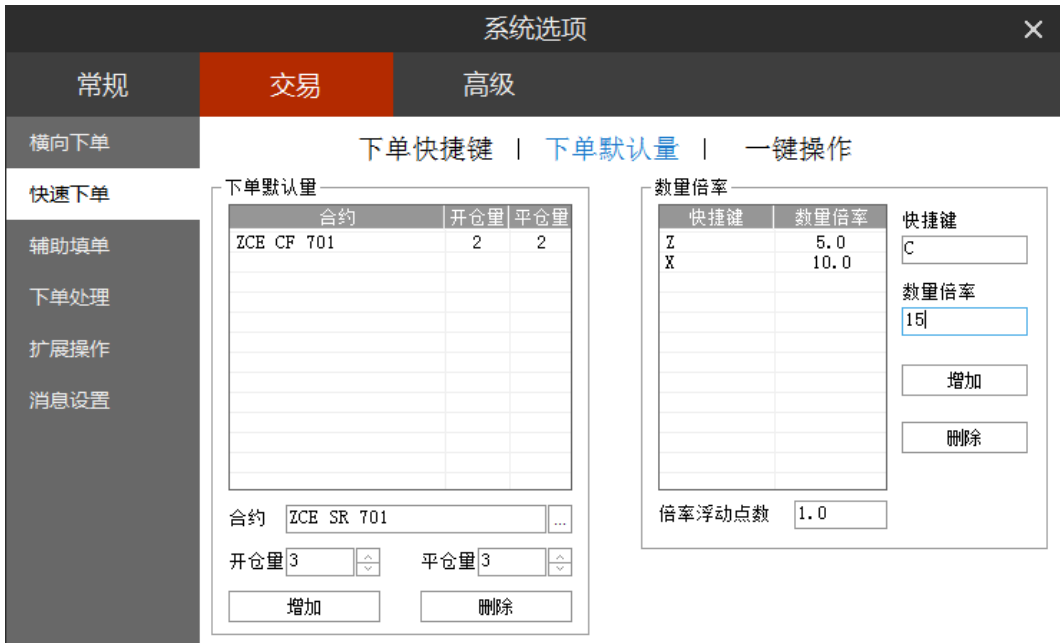 系统选项
常规 交易 高级
横向下单
快速下单
辅助填单
下单处理
扩展操作
消息设置
下单快捷键 | 下单默认量 | 一键操作
下单默认量
合约 开仓量 平仓量
ZCE CF 701 2 2
合约 ZCE SR 701 ...
开仓量 3 平仓量 3
增加 删除
数量倍率
快捷键 数量倍率
Z 5.0
X 10.0
快捷键
C
数量倍率
15
增加
删除
倍率浮动点数 1.0